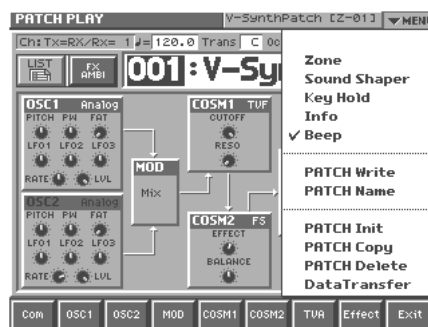 PATCH PLAY
V-SynthPatch [Z-01]
▼MENU
Ch:Tx=RX/Rx= 1 ♩= 120.0 Trans C Oc
LIST
FX AMBI
001:V-Sy
OSC1 Analog
PITCH PW FAT
LFO1 LFO2 LFO3
RATE LVL
OSC2 Analog
PITCH PW FAT
LFO1 LFO2 LFO3
RATE LVL
MOD
Mix
COSM1 TVF
CUTOFF
RESO
COSM2 FS
EFFECT
BALANCE
Zone
Sound Shaper
Key Hold
Info
✓ Beep
PATCH Write
PATCH Name
PATCH Init
PATCH Copy
PATCH Delete
DataTransfer
Com OSC1 OSC2 MOD COSM1 COSM2 TVA Effect Exit